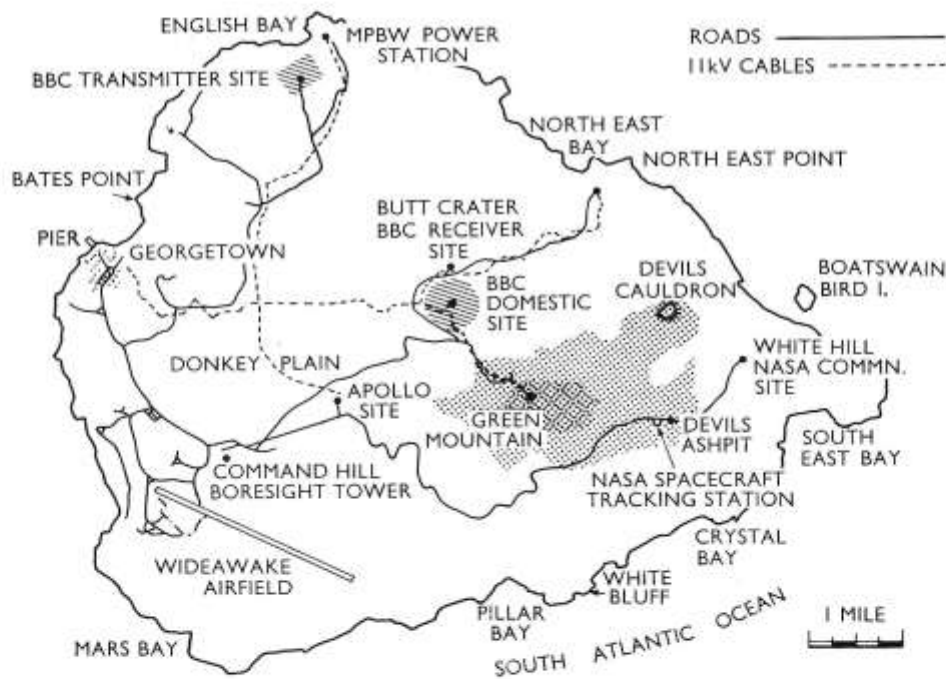 ENGLISH BAY
MPBW POWER
STATION
ROADS
11kV CABLES
BBC TRANSMITTER SITE
NORTH EAST
BAY
NORTH EAST POINT
BATES POINT
BUTT CRATER
BBC RECEIVER
SITE
PIER
GEORGETOWN
DEVILS
CAULDRON
BOATSWAIN
BIRD I.
BBC
DOMESTIC
SITE
DONKEY PLAIN
WHITE HILL
NASA COMMN.
SITE
APOLLO
SITE
GREEN
MOUNTAIN
DEVILS
ASHPIT
SOUTH
EAST BAY
COMMAND HILL
BORESIGHT TOWER
NASA SPACECRAFT
TRACKING STATION
CRYSTAL
BAY
WIDEAWAKE
AIRFIELD
WHITE
BLUFF
PILLAR
BAY
1 MILE
MARS BAY
SOUTH ATLANTIC OCEAN